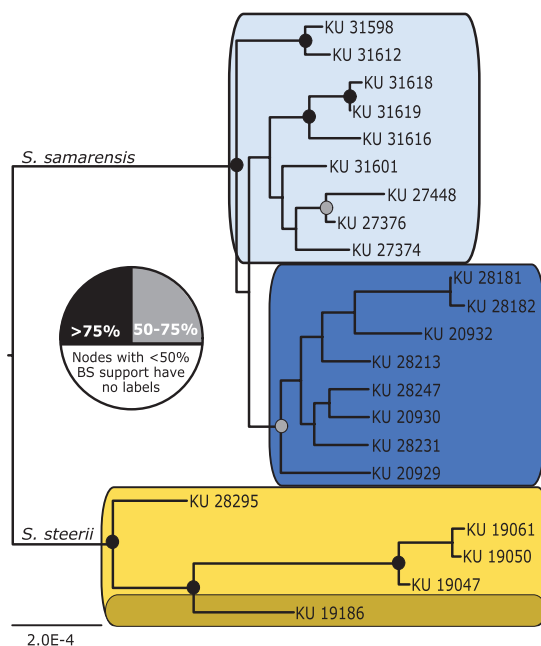 KU 31598
KU 31612
KU 31618
KU 31619
KU 31616
S. samarensis
KU 31601
KU 27448
KU 27376
KU 27374
KU 28181
KU 28182
KU 20932
>75% 50-75%
Nodes with <50%
BS support have
no labels
KU 28213
KU 28247
KU 20930
KU 28231
KU 20929
KU 28295
S. steerii
KU 19061
KU 19050
KU 19047
KU 19186
2.0E-4